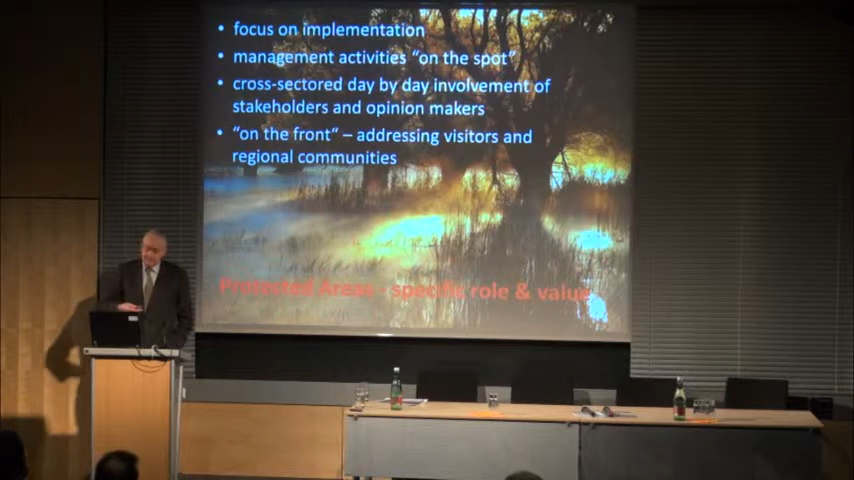 • focus on implementation
• management activities “on the spot”
• cross-sectored day by day involvement of
stakeholders and opinion makers
• “on the front“ – addressing visitors and
regional communities
Protected Areas - specific role & value